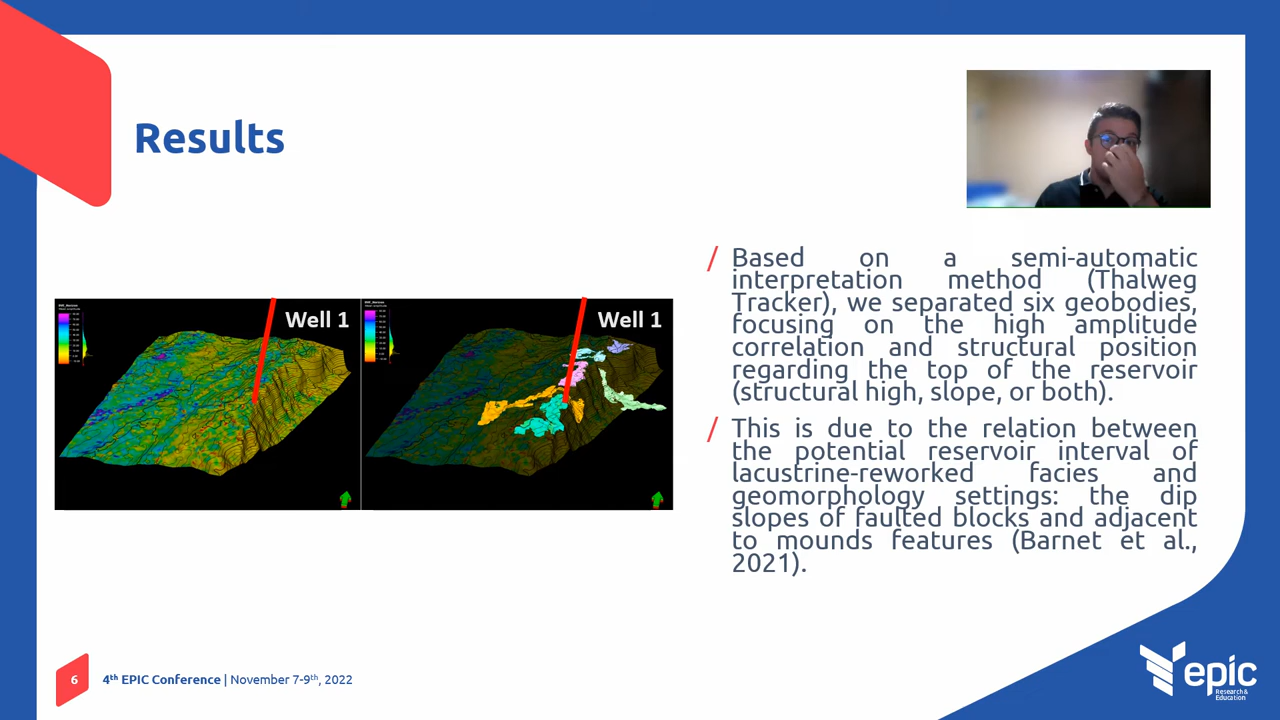 Results
Well 1
Well 1
/ Based on a semi-automatic
interpretation method (Thalweg
Tracker), we separated six geobodies,
focusing on the high amplitude
correlation and structural position
regarding the top of the reservoir
(structural high, slope, or both).
/ This is due to the relation between
the potential reservoir interval of
lacustrine-reworked facies and
geomorphology settings: the dip
slopes of faulted blocks and adjacent
to mounds features (Barnet et al.,
2021).
6
4th EPIC Conference | November 7-9th, 2022
epic
Research &
Education